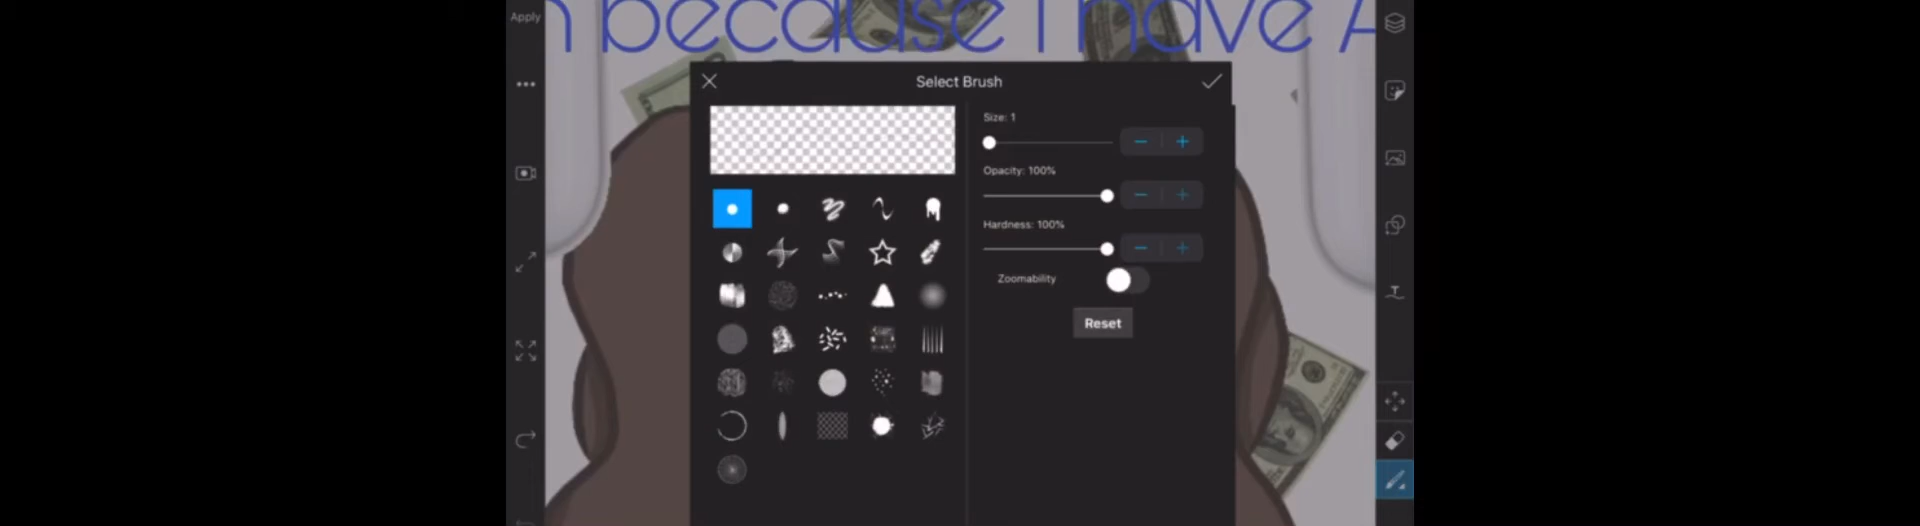 Apply
n because I have A
Select Brush
Size: 1
Opacity: 100%
Hardness: 100%
Zoomability
Reset